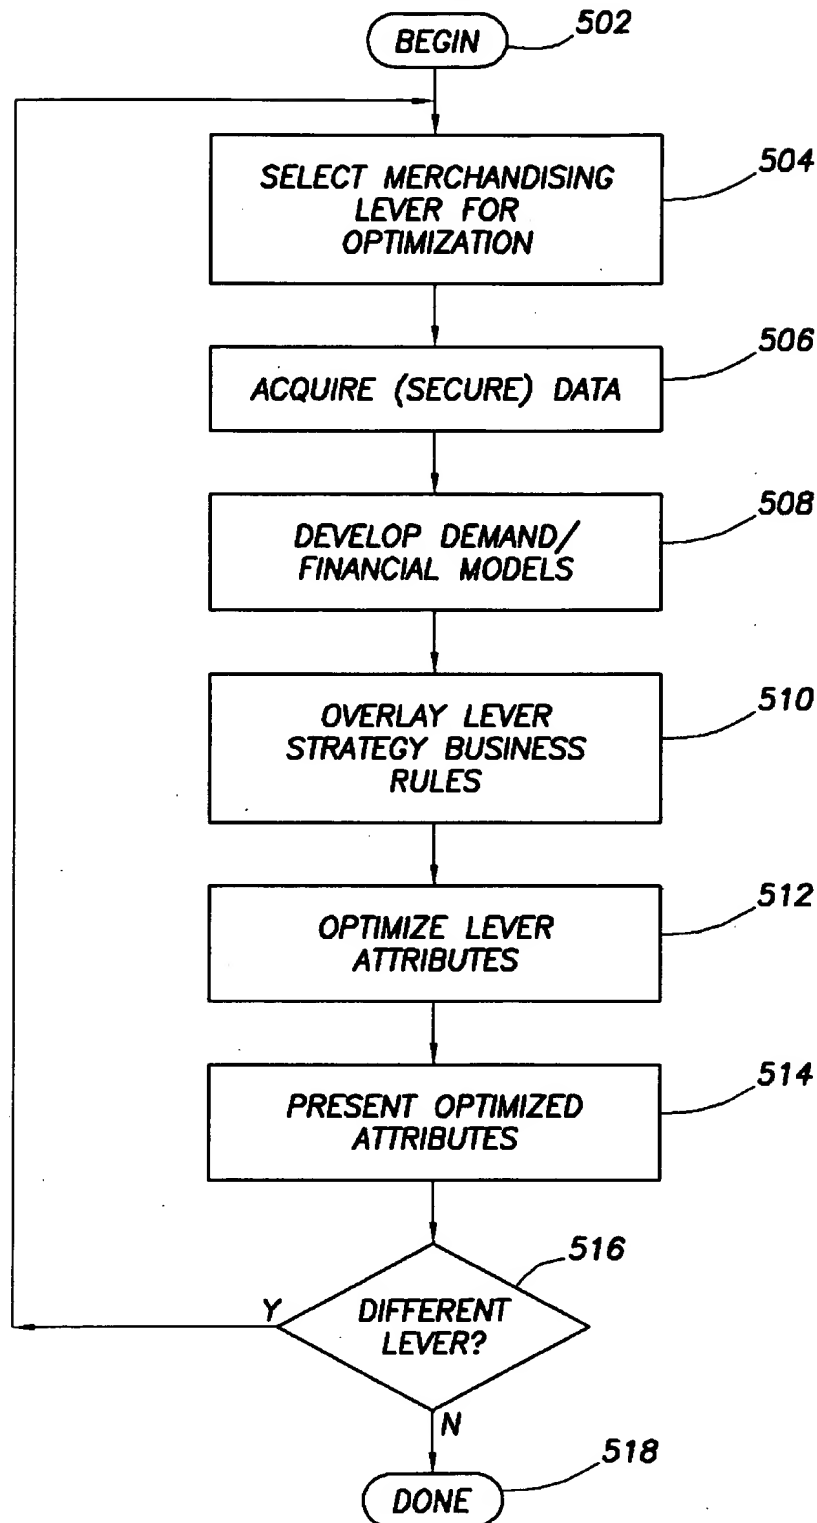 BEGIN
502
SELECT MERCHANDISING
LEVER FOR
OPTIMIZATION
504
ACQUIRE (SECURE) DATA
506
DEVELOP DEMAND/
FINANCIAL MODELS
508
OVERLAY LEVER
STRATEGY BUSINESS
RULES
510
OPTIMIZE LEVER
ATTRIBUTES
512
PRESENT OPTIMIZED
ATTRIBUTES
514
DIFFERENT
LEVER?
516
Y
N
DONE
518